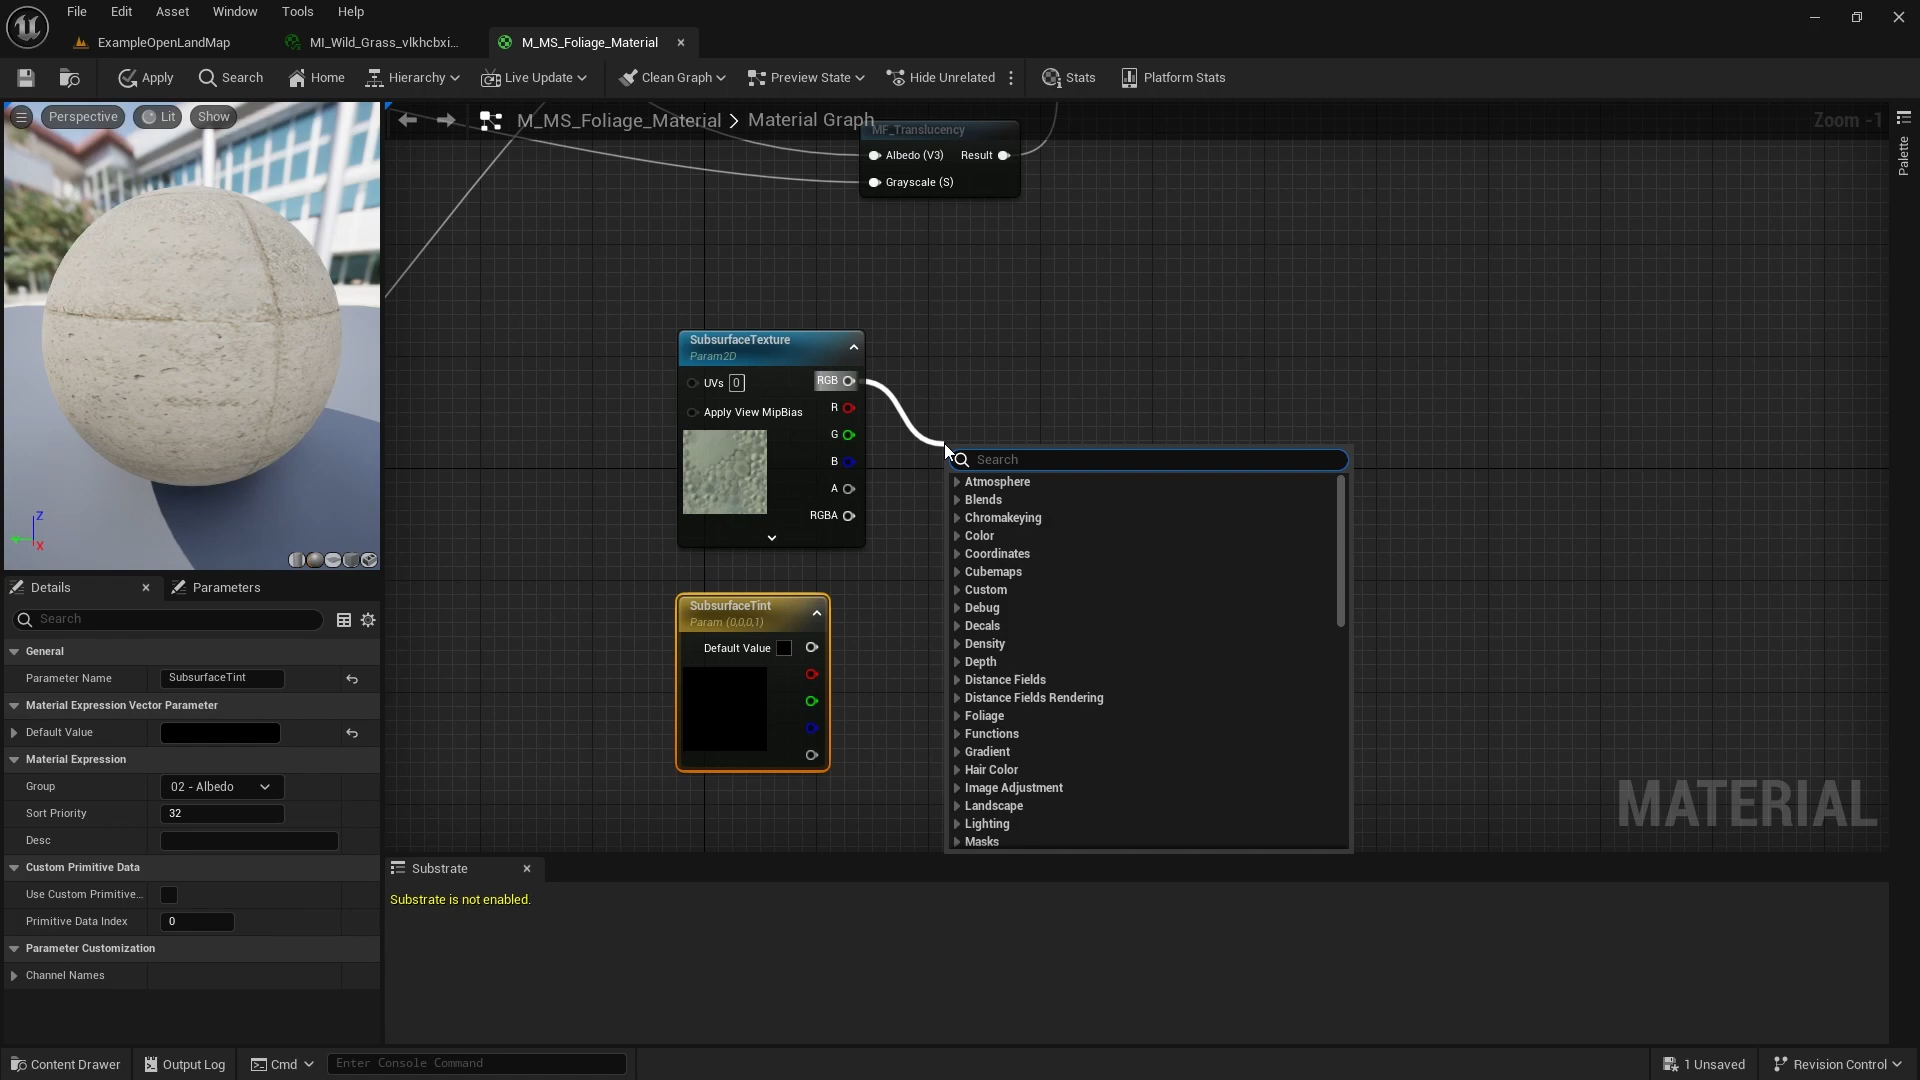 File Edit Asset Window Tools Help
ExampleOpenLandMap MI_Wild_Grass_vlkhcbxi... M_MS_Foliage_Material
Apply Search Home Hierarchy Live Update Clean Graph Preview State Hide Unrelated Stats Platform Stats
Perspective Lit Show
M_MS_Foliage_Material > Material Graph
Zoom -1
Palette
MF_Translucency
Albedo (V3) Result
Grayscale (S)
SubsurfaceTexture
Param2D
UVs 0 RGB
Apply View MipBias R
G
B
A
RGBA
SubsurfaceTint
Param (0,0,0,1)
Default Value
Search
Atmosphere
Blends
Chromakeying
Color
Coordinates
Cubemaps
Custom
Debug
Decals
Density
Depth
Distance Fields
Distance Fields Rendering
Foliage
Functions
Gradient
Hair Color
Image Adjustment
Landscape
Lighting
Masks
MATERIAL
Z
Y
X
Details Parameters
Search
General
Parameter Name SubsurfaceTint
Material Expression Vector Parameter
Default Value
Material Expression
Group 02 - Albedo
Sort Priority 32
Desc
Custom Primitive Data
Use Custom Primitive...
Primitive Data Index 0
Parameter Customization
Channel Names
Substrate
Substrate is not enabled.
Content Drawer Output Log Cmd Enter Console Command 1 Unsaved Revision Control